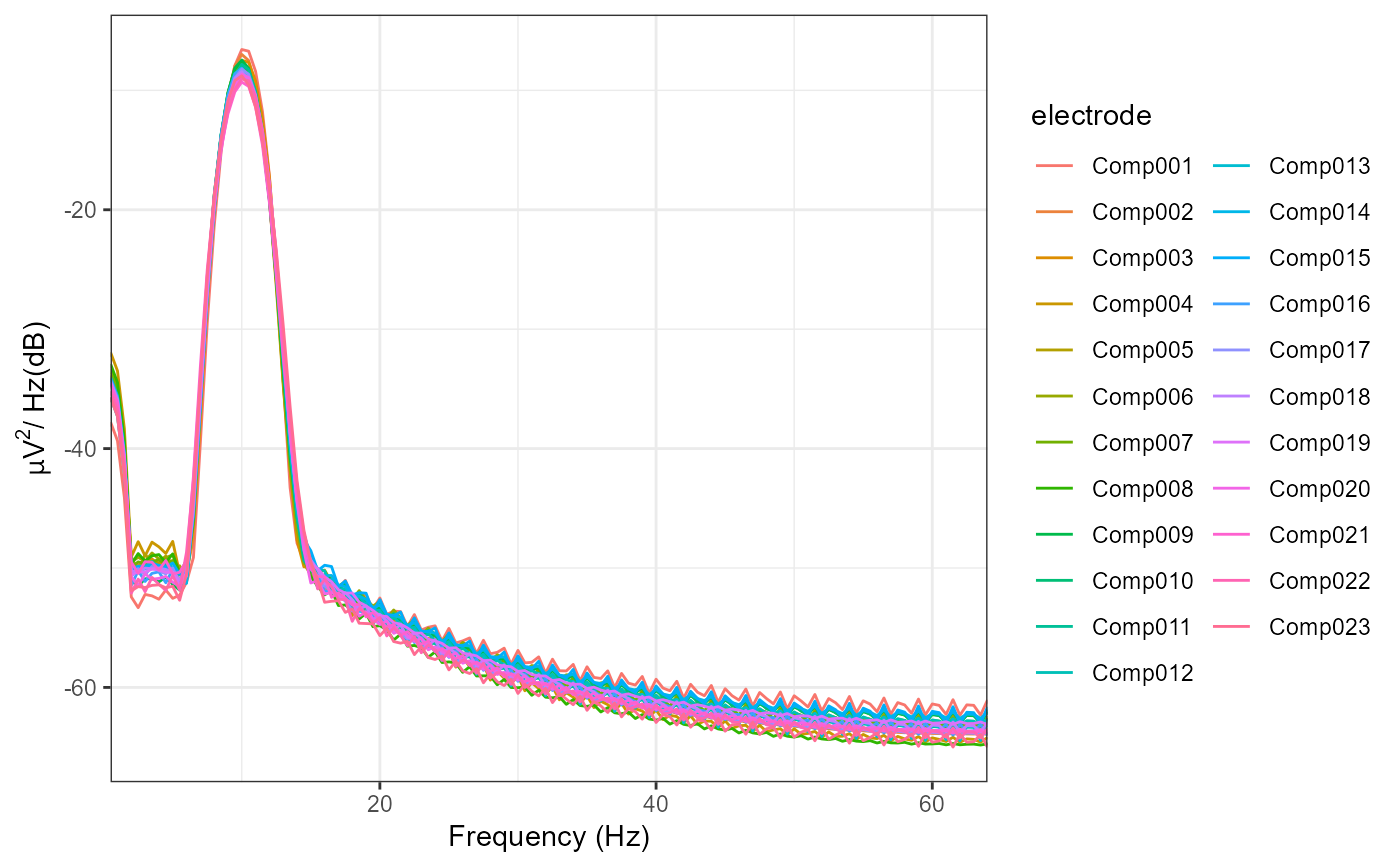 µV²/ Hz(dB)
-20
-40
-60
20
40
60
Frequency (Hz)
electrode
Comp001
Comp002
Comp003
Comp004
Comp005
Comp006
Comp007
Comp008
Comp009
Comp010
Comp011
Comp012
Comp013
Comp014
Comp015
Comp016
Comp017
Comp018
Comp019
Comp020
Comp021
Comp022
Comp023